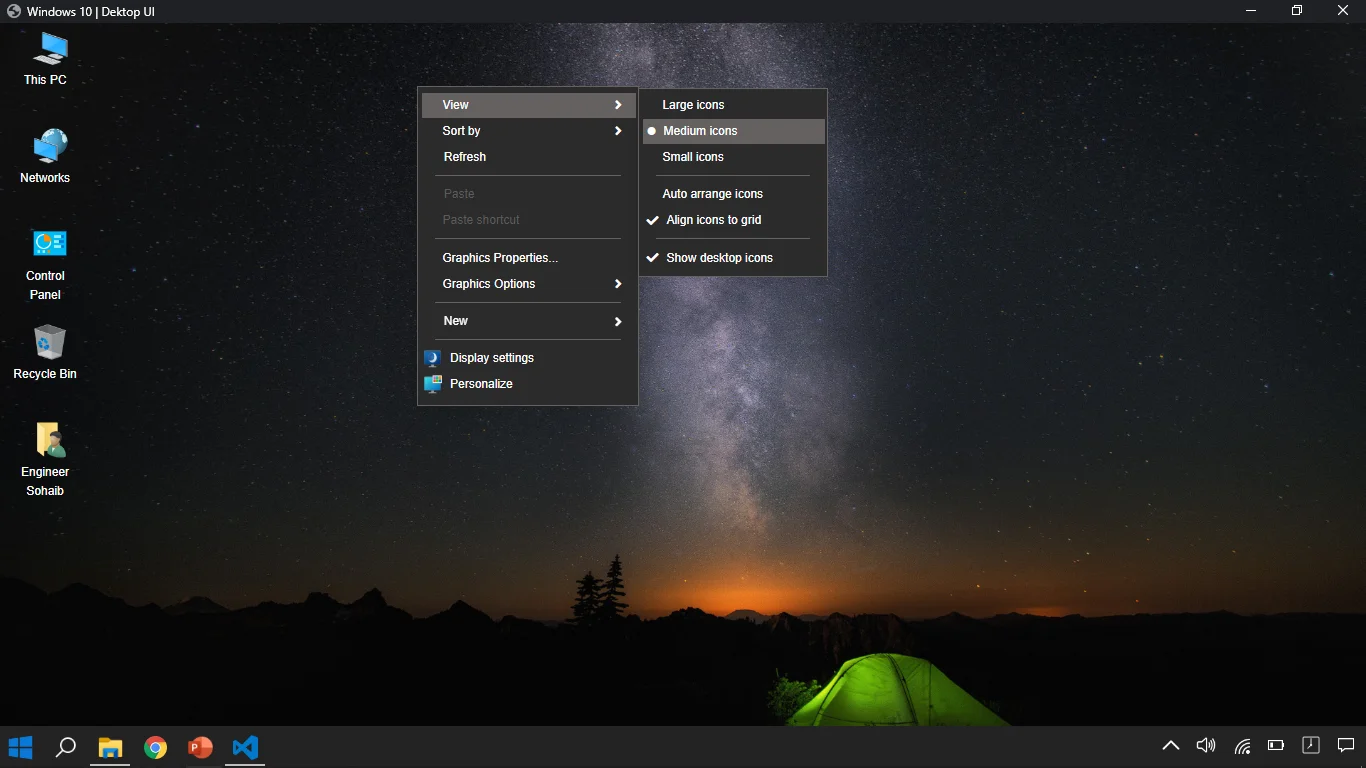 Windows 10 | Dektop UI
This PC
Networks
Control
Panel
Recycle Bin
Engineer
Sohaib
View
Sort by
Refresh
Paste
Paste shortcut
Graphics Properties...
Graphics Options
New
Display settings
Personalize
Large icons
Medium icons
Small icons
Auto arrange icons
Align icons to grid
Show desktop icons
P